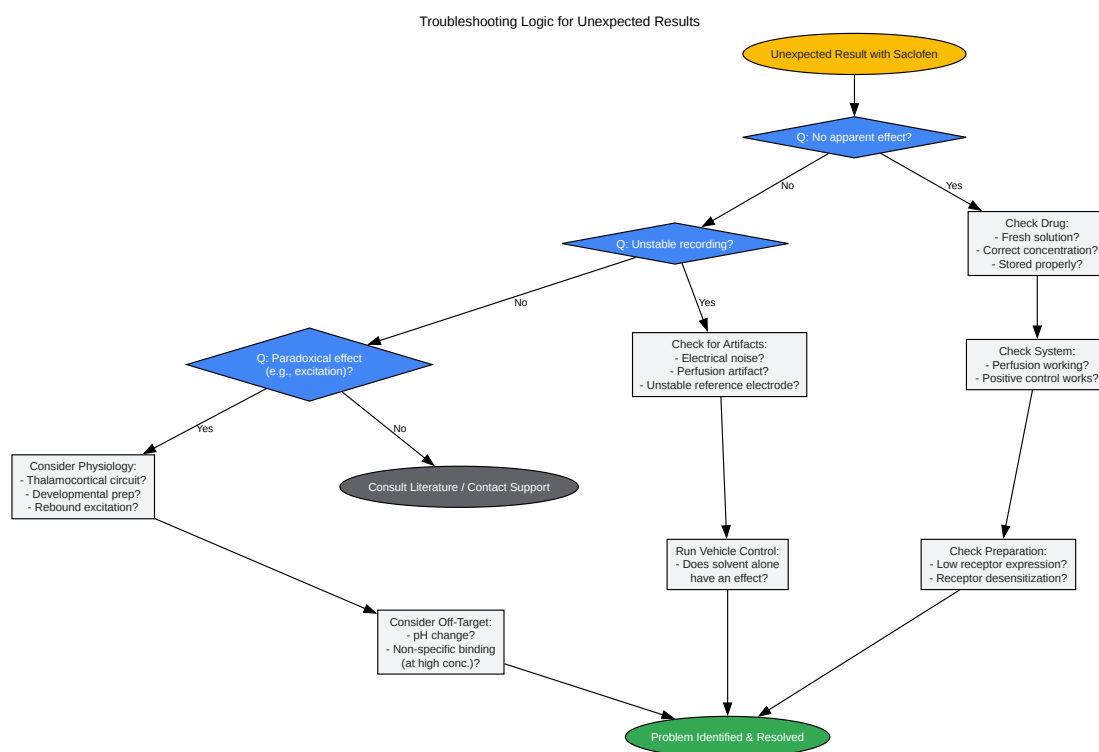 Troubleshooting Logic for Unexpected Results
Unexpected Result with Saclofen
Q: No apparent effect?
No
Yes
Q: Unstable recording?
Check Drug:
- Fresh solution?
- Correct concentration?
- Stored properly?
No
Yes
Q: Paradoxical effect
(e.g., excitation)?
Check for Artifacts:
- Electrical noise?
- Perfusion artifact?
- Unstable reference electrode?
Check System:
- Perfusion working?
- Positive control works?
Yes
No
Consider Physiology:
- Thalamocortical circuit?
- Developmental prep?
- Rebound excitation?
Consult Literature / Contact Support
Run Vehicle Control:
- Does solvent alone
have an effect?
Check Preparation:
- Low receptor expression?
- Receptor desensitization?
Consider Off-Target:
- pH change?
- Non-specific binding
(at high conc.)?
Problem Identified & Resolved